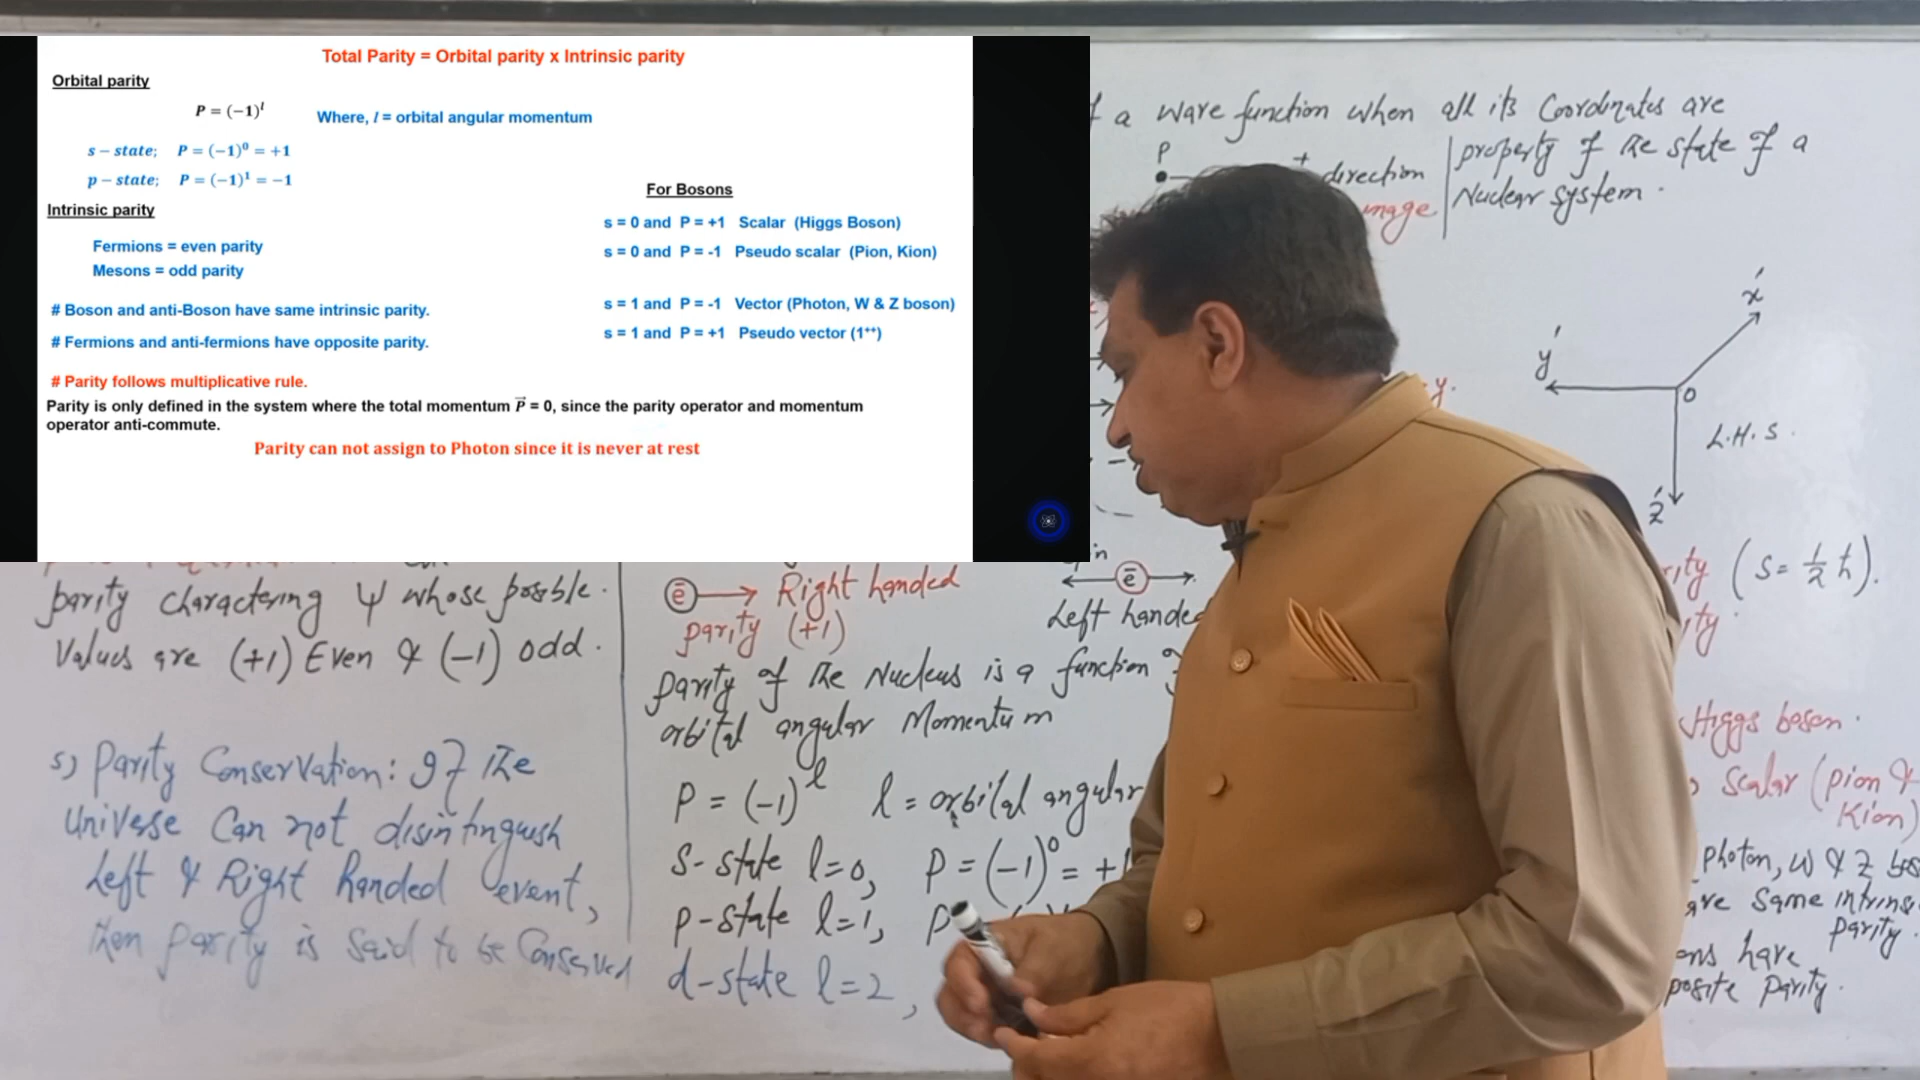 Total Parity = Orbital parity x Intrinsic parity
Orbital parity
P = (−1)^l
Where, l = orbital angular momentum
s − state; P = (−1)⁰ = +1
p − state; P = (−1)¹ = −1
Intrinsic parity
Fermions = even parity
Mesons = odd parity
# Boson and anti-Boson have same intrinsic parity.
# Fermions and anti-fermions have opposite parity.
For Bosons
s = 0 and P = +1 Scalar (Higgs Boson)
s = 0 and P = -1 Pseudo scalar (Pion, Kion)
s = 1 and P = -1 Vector (Photon, W & Z boson)
s = 1 and P = +1 Pseudo vector (1⁺⁺)
# Parity follows multiplicative rule.
Parity is only defined in the system where the total momentum P⃗ = 0, since the parity operator and momentum
operator anti-commute.
Parity can not assign to Photon since it is never at rest
a wave function when all its Coordinates are
P
+
direction
image
property of the state of a
Nuclear system.
x'
y'
O
z'
L.H.S.
y.
parity charactering ψ whose possible.
Values are (+1) Even & (-1) odd.
5) Parity Conservation: If the
Universe Can not disintinguish
Left & Right handed event,
then parity is said to be Conserved
e̅ → Right handed
parity (+1)
e̅
Left hande
parity of the Nucleus is a function
orbital angular Momentum
P = (-1)^l l = orbital angular
S-state l=0, P = (-1)⁰ = +
p-state l=1, P
d-state l=2,
(s = ½ ħ).
Higgs boson.
Scalar (pion &
Kion)
photon, W & Z
Same
parity.
have
parity.